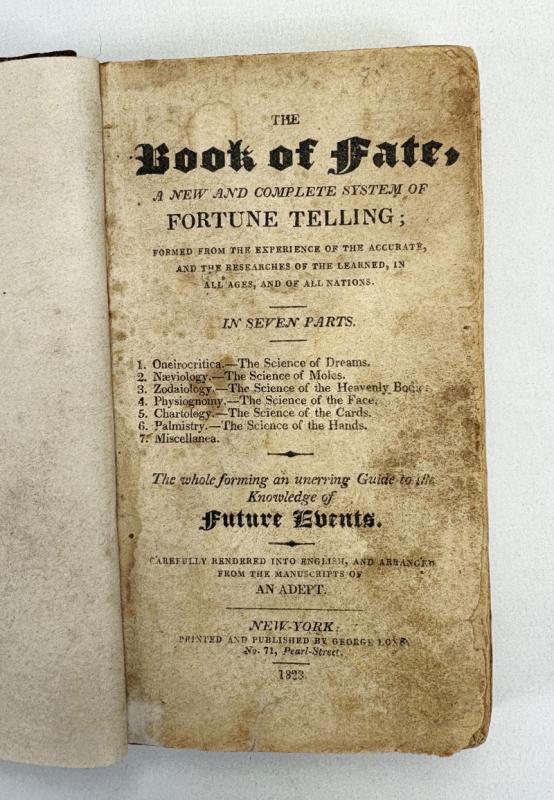 THE
Book of Fate,
A NEW AND COMPLETE SYSTEM OF
FORTUNE TELLING;
FORMED FROM THE EXPERIENCE OF THE ACCURATE,
AND THE RESEARCHES OF THE LEARNED, IN
ALL AGES, AND OF ALL NATIONS.
IN SEVEN PARTS.
1. Oneirocritica.—The Science of Dreams.
2. Næviology.—The Science of Moles.
3. Zodaiology.—The Science of the Heavenly
4. Physiognomy.—The Science of the Face.
5. Chartology.—The Science of the Cards.
6. Palmistry.—The Science of the Hands.
7. Miscellanea.
The whole forming an unerring Guide to the
Knowledge of
Future Events.
CAREFULLY RENDERED INTO ENGLISH, AND ARRANGED
FROM THE MANUSCRIPTS OF
AN ADEPT.
NEW-YORK:
PRINTED AND PUBLISHED BY GEORGE LONG,
No. 71, Pearl-Street.
1823.